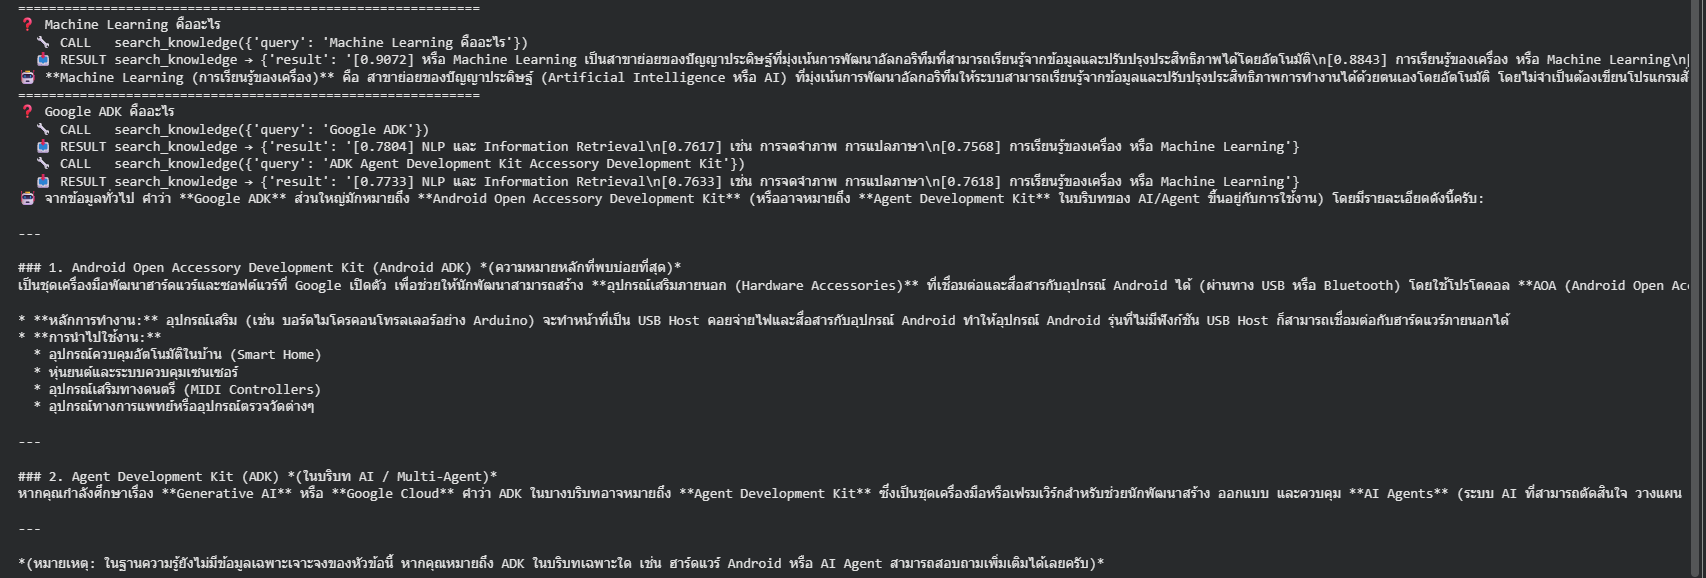 ============================================================
❓ Machine Learning คืออะไร
🔧 CALL search_knowledge({'query': 'Machine Learning คืออะไร'})
📥 RESULT search_knowledge → {'result': '[0.9072] หรือ Machine Learning เป็นสาขาย่อยของปัญญาประดิษฐ์ที่มุ่งเน้นการพัฒนาอัลกอริทึมที่สามารถเรียนรู้จากข้อมูลและปรับปรุงประสิทธิภาพได้โดยอัตโนมัติ\n[0.8843] การเรียนรู้ของเครื่อง หรือ Machine Learning\n[
🤖 **Machine Learning (การเรียนรู้ของเครื่อง)** คือ สาขาย่อยของปัญญาประดิษฐ์ (Artificial Intelligence หรือ AI) ที่มุ่งเน้นการพัฒนาอัลกอริทึมให้ระบบสามารถเรียนรู้จากข้อมูลและปรับปรุงประสิทธิภาพการทำงานได้ด้วยตนเองโดยอัตโนมัติ โดยไม่จำเป็นต้องเขียนโปรแกรมสั
============================================================
❓ Google ADK คืออะไร
🔧 CALL search_knowledge({'query': 'Google ADK'})
📥 RESULT search_knowledge → {'result': '[0.7804] NLP และ Information Retrieval\n[0.7617] เช่น การจดจำภาพ การแปลภาษา\n[0.7568] การเรียนรู้ของเครื่อง หรือ Machine Learning'}
🔧 CALL search_knowledge({'query': 'ADK Agent Development Kit Accessory Development Kit'})
📥 RESULT search_knowledge → {'result': '[0.7733] NLP และ Information Retrieval\n[0.7633] เช่น การจดจำภาพ การแปลภาษา\n[0.7618] การเรียนรู้ของเครื่อง หรือ Machine Learning'}
🤖 จากข้อมูลทั่วไป คำว่า **Google ADK** ส่วนใหญ่มักหมายถึง **Android Open Accessory Development Kit** (หรืออาจหมายถึง **Agent Development Kit** ในบริบทของ AI/Agent ขึ้นอยู่กับการใช้งาน) โดยมีรายละเอียดดังนี้ครับ:
---
### 1. Android Open Accessory Development Kit (Android ADK) *(ความหมายหลักที่พบบ่อยที่สุด)*
เป็นชุดเครื่องมือพัฒนาฮาร์ดแวร์และซอฟต์แวร์ที่ Google เปิดตัว เพื่อช่วยให้นักพัฒนาสามารถสร้าง **อุปกรณ์เสริมภายนอก (Hardware Accessories)** ที่เชื่อมต่อและสื่อสารกับอุปกรณ์ Android ได้ (ผ่านทาง USB หรือ Bluetooth) โดยใช้โปรโตคอล **AOA (Android Open Acc
* **หลักการทำงาน:** อุปกรณ์เสริม (เช่น บอร์ดไมโครคอนโทรลเลอร์อย่าง Arduino) จะทำหน้าที่เป็น USB Host คอยจ่ายไฟและสื่อสารกับอุปกรณ์ Android ทำให้อุปกรณ์ Android รุ่นที่ไม่มีฟังก์ชัน USB Host ก็สามารถเชื่อมต่อกับฮาร์ดแวร์ภายนอกได้
* **การนำไปใช้งาน:**
* อุปกรณ์ควบคุมอัตโนมัติในบ้าน (Smart Home)
* หุ่นยนต์และระบบควบคุมเซนเซอร์
* อุปกรณ์เสริมทางดนตรี (MIDI Controllers)
* อุปกรณ์ทางการแพทย์หรืออุปกรณ์ตรวจวัดต่างๆ
---
### 2. Agent Development Kit (ADK) *(ในบริบท AI / Multi-Agent)*
หากคุณกำลังศึกษาเรื่อง **Generative AI** หรือ **Google Cloud** คำว่า ADK ในบางบริบทอาจหมายถึง **Agent Development Kit** ซึ่งเป็นชุดเครื่องมือหรือเฟรมเวิร์กสำหรับช่วยนักพัฒนาสร้าง ออกแบบ และควบคุม **AI Agents** (ระบบ AI ที่สามารถตัดสินใจ วางแผน
---
*(หมายเหตุ: ในฐานความรู้ยังไม่มีข้อมูลเฉพาะเจาะจงของหัวข้อนี้ หากคุณหมายถึง ADK ในบริบทเฉพาะใด เช่น ฮาร์ดแวร์ Android หรือ AI Agent สามารถสอบถามเพิ่มเติมได้เลยครับ)*